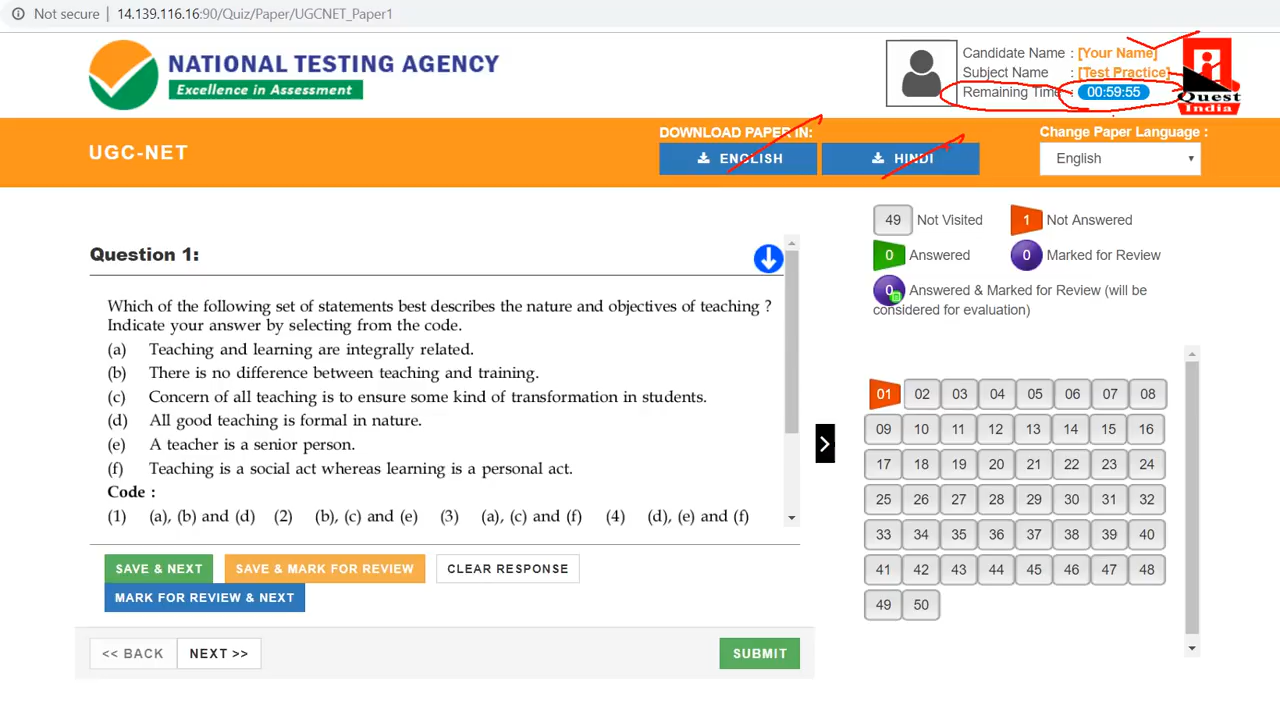 Not secure | 14.139.116.16:90/Quiz/Paper/UGCNET_Paper1
NATIONAL TESTING AGENCY
Excellence in Assessment
Candidate Name : [Your Name]
Subject Name : [Test Practice]
Remaining Time : 00:59:55
Quest
India
UGC-NET
DOWNLOAD PAPER IN:
ENGLISH
HINDI
Change Paper Language :
English
49 Not Visited
1 Not Answered
0 Answered
0 Marked for Review
0 Answered & Marked for Review (will be
considered for evaluation)
Question 1:
Which of the following set of statements best describes the nature and objectives of teaching ?
Indicate your answer by selecting from the code.
(a) Teaching and learning are integrally related.
(b) There is no difference between teaching and training.
(c) Concern of all teaching is to ensure some kind of transformation in students.
(d) All good teaching is formal in nature.
(e) A teacher is a senior person.
(f) Teaching is a social act whereas learning is a personal act.
Code :
(1) (a), (b) and (d) (2) (b), (c) and (e) (3) (a), (c) and (f) (4) (d), (e) and (f)
SAVE & NEXT
SAVE & MARK FOR REVIEW
CLEAR RESPONSE
MARK FOR REVIEW & NEXT
<< BACK
NEXT >>
SUBMIT
01 02 03 04 05 06 07 08
09 10 11 12 13 14 15 16
17 18 19 20 21 22 23 24
25 26 27 28 29 30 31 32
33 34 35 36 37 38 39 40
41 42 43 44 45 46 47 48
49 50